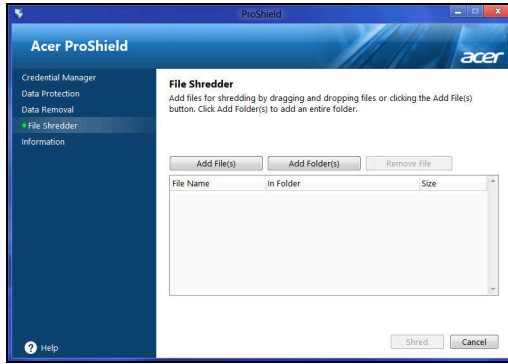 ProShield
Acer ProShield
acer
Credential Manager
Data Protection
Data Removal
File Shredder
Information
File Shredder
Add files for shredding by dragging and dropping files or clicking the Add File(s)
button. Click Add Folder(s) to add an entire folder.
Add File(s) Add Folder(s) Remove File
File Name In Folder Size
Shred Cancel
? Help